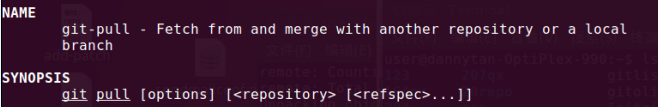 NAME
git-pull - Fetch from and merge with another repository or a local
branch
SYNOPSIS
git pull [options] [<repository> [<refspec>...]]